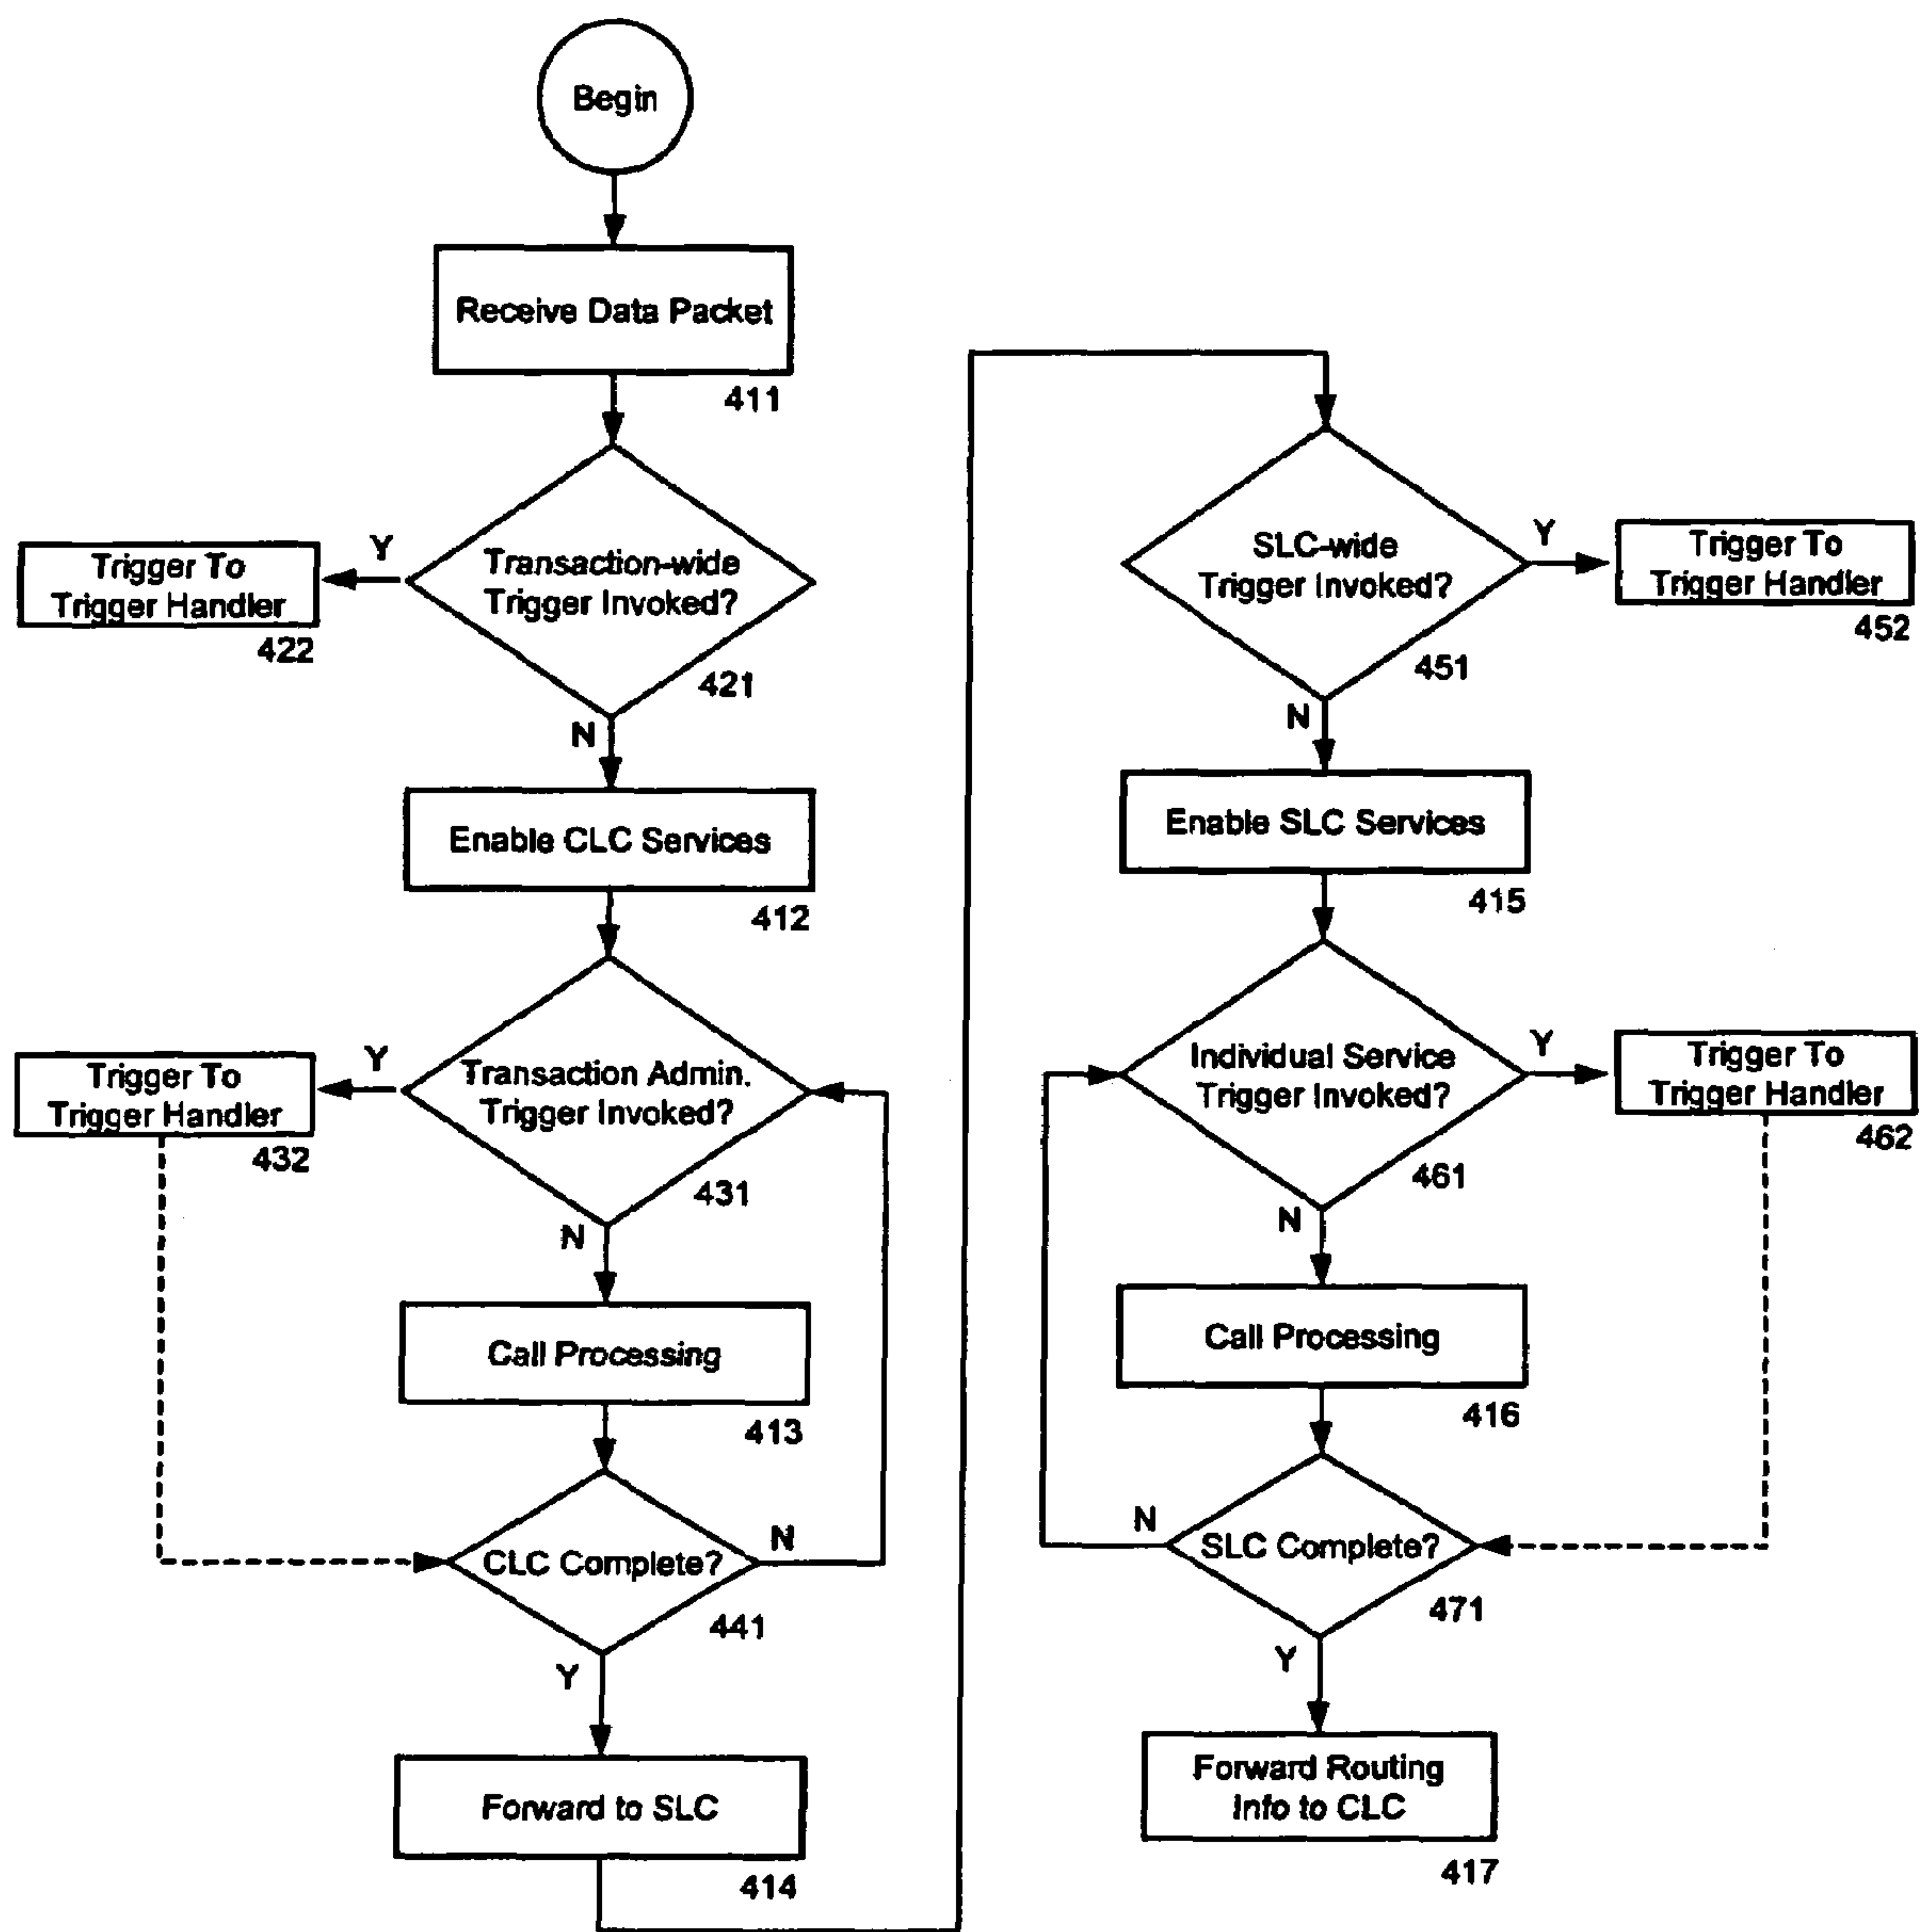 Begin
Receive Data Packet
411
Transaction-wide
Trigger Invoked?
421
Y
Trigger To
Trigger Handler
422
N
Enable CLC Services
412
Transaction Admin.
Trigger Invoked?
431
Y
Trigger To
Trigger Handler
432
N
Call Processing
413
CLC Complete?
441
N
Y
Forward to SLC
414
SLC-wide
Trigger Invoked?
451
Y
Trigger To
Trigger Handler
452
N
Enable SLC Services
415
Individual Service
Trigger Invoked?
461
Y
Trigger To
Trigger Handler
462
N
Call Processing
416
SLC Complete?
471
N
Y
Forward Routing
Info to CLC
417